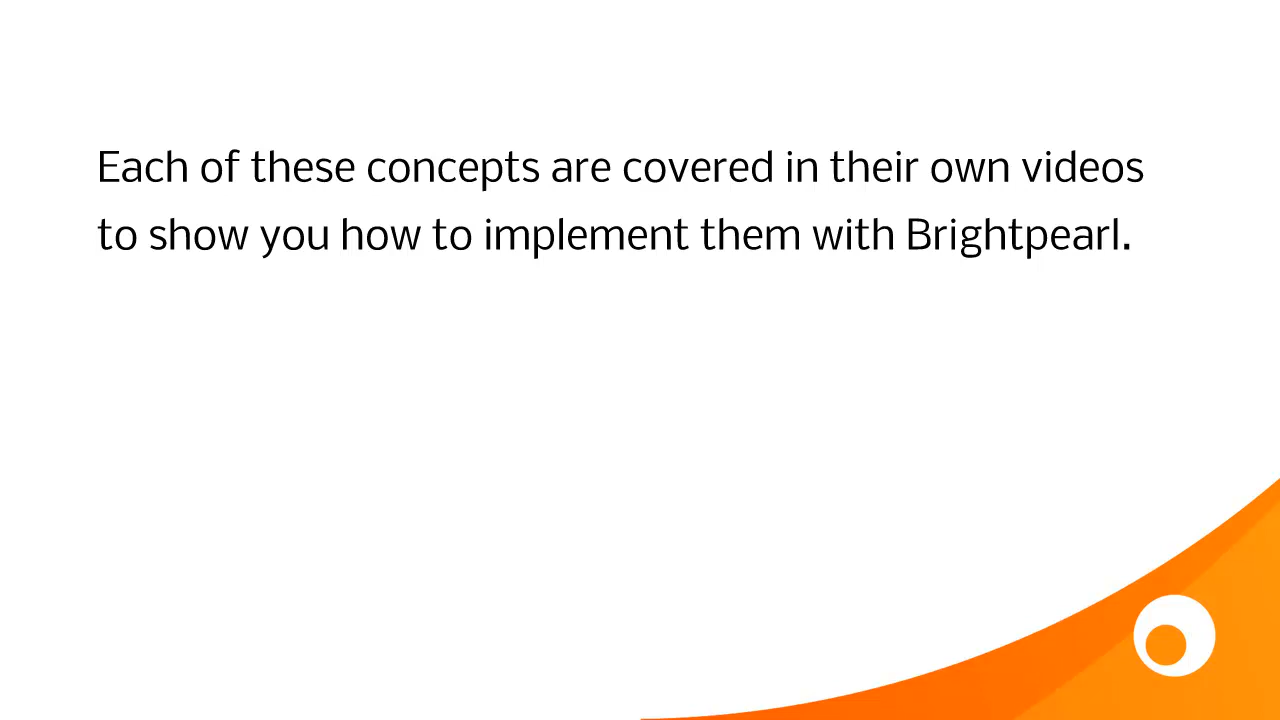 Each of these concepts are covered in their own videos
to show you how to implement them with Brightpearl.